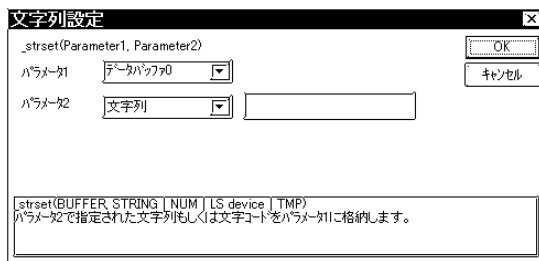 文字列設定
_strset(Parameter1, Parameter2)
OK
ﾊﾟﾗﾒｰﾀ1
ﾃﾞｰﾀﾊﾞｯﾌｧ0
ｷｬﾝｾﾙ
ﾊﾟﾗﾒｰﾀ2
文字列
_strset(BUFFER, STRING | NUM | LS device | TMP)
ﾊﾟﾗﾒｰﾀ2で指定された文字列もしくは文字ｺｰﾄﾞをﾊﾟﾗﾒｰﾀ1に格納します。